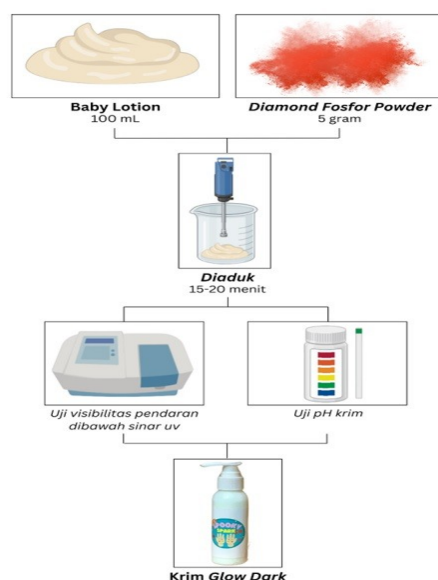 Baby Lotion
100 mL
Diamond Fosfor Powder
5 gram
Diaduk
15-20 menit
Uji visibilitas pendaran
dibawah sinar uv
Uji pH krim
Krim Glow Dark